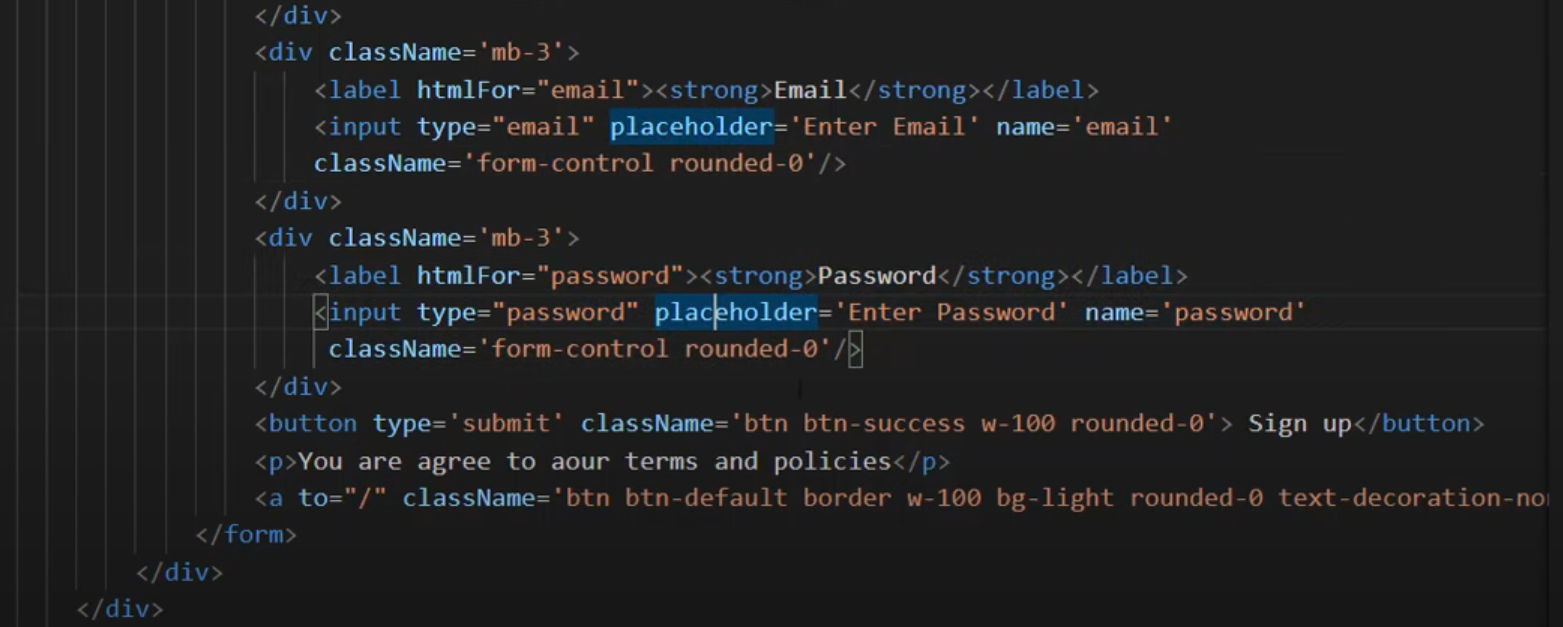 </div>
<div className='mb-3'>
<label htmlFor="email"><strong>Email</strong></label>
<input type="email" placeholder='Enter Email' name='email'
className='form-control rounded-0'/>
</div>
<div className='mb-3'>
<label htmlFor="password"><strong>Password</strong></label>
<input type="password" placeholder='Enter Password' name='password'
className='form-control rounded-0'/>
</div>
<button type='submit' className='btn btn-success w-100 rounded-0'> Sign up</button>
<p>You are agree to aour terms and policies</p>
<a to="/" className='btn btn-default border w-100 bg-light rounded-0 text-decoration-no
</form>
</div>
</div>